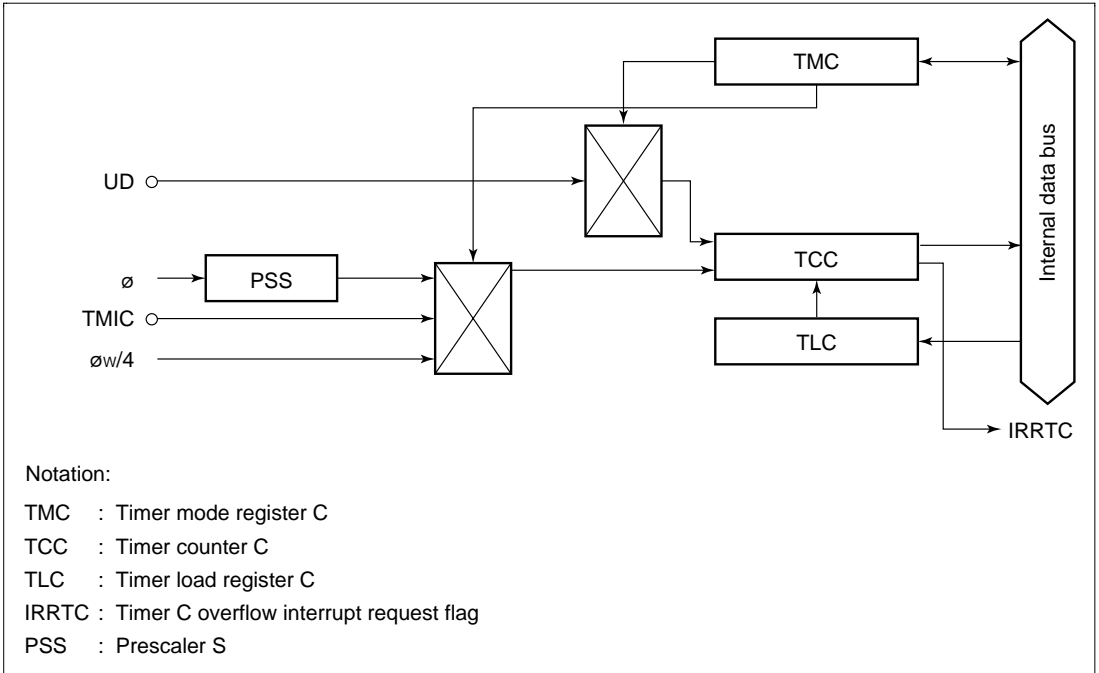 TMC
UD
TCC
Internal data bus
ø
PSS
TMIC
TLC
øw/4
IRRTC
Notation:
TMC : Timer mode register C
TCC : Timer counter C
TLC : Timer load register C
IRRTC : Timer C overflow interrupt request flag
PSS : Prescaler S